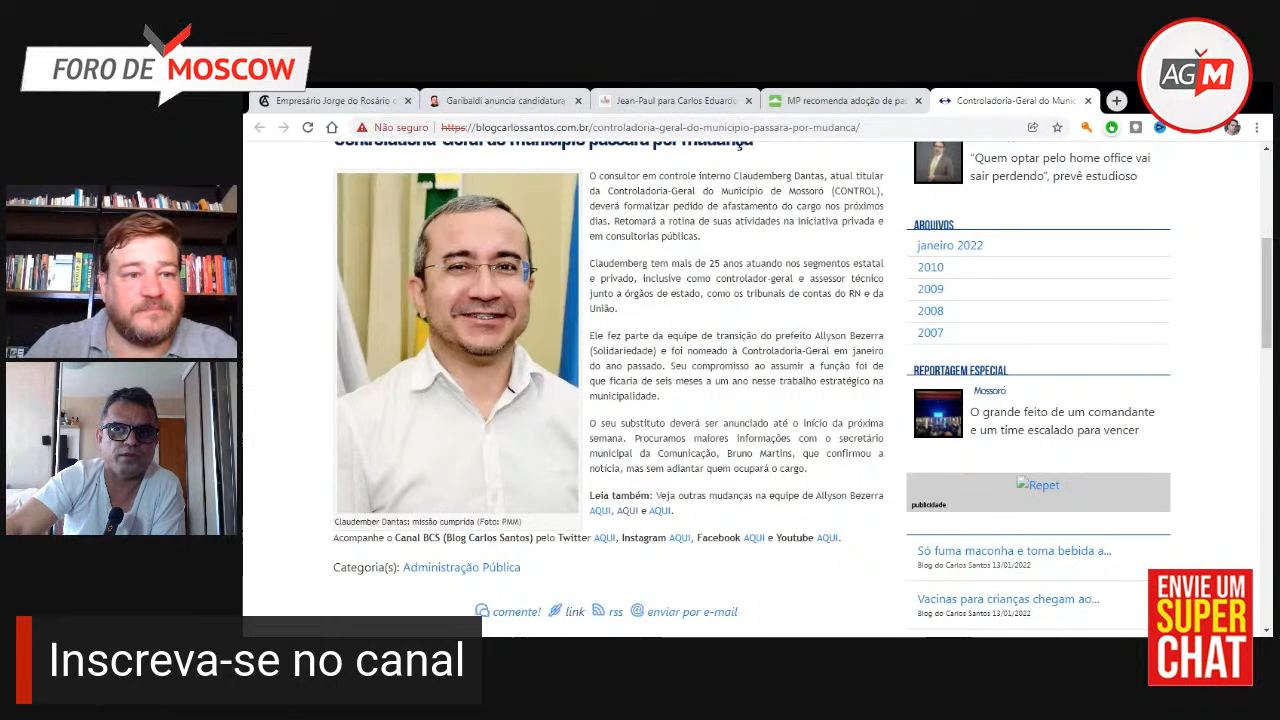 FORO DE MOSCOW
AGM
Empresário Jorge do Rosário
Garibaldi anuncia candidatura
Jean-Paul para Carlos Eduardo
MP recomenda adoção de pa
Controladoria-Geral do Munic
Não seguro
https://blogcarlossantos.com.br/controladoria-geral-do-municipio-passara-por-mudanca/
Controladoria-Geral do Município passará por mudança
O consultor em controle interno Claudemberg Dantas, atual titular
da Controladoria-Geral do Município de Mossoró (CONTROL),
deverá formalizar pedido de afastamento do cargo nos próximos
dias. Retomará a rotina de suas atividades na iniciativa privada e
em consultorias públicas.
Claudemberg tem mais de 25 anos atuando nos segmentos estatal
e privado, inclusive como controlador-geral e assessor técnico
junto a órgãos de estado, como os tribunais de contas do RN e da
União.
Ele fez parte da equipe de transição do prefeito Allyson Bezerra
(Solidariedade) e foi nomeado à Controladoria-Geral em janeiro
do ano passado. Seu compromisso ao assumir a função foi de
que ficaria de seis meses a um ano nesse trabalho estratégico na
municipalidade.
O seu substituto deverá ser anunciado até o início da próxima
semana. Procuramos maiores informações com o secretário
municipal da Comunicação, Bruno Martins, que confirmou a
notícia, mas sem adiantar quem ocupará o cargo.
Leia também: Veja outras mudanças na equipe de Allyson Bezerra
AQUI, AQUI e AQUI.
Claudember Dantas: missão cumprida (Foto: PMM)
Acompanhe o Canal BCS (Blog Carlos Santos) pelo Twitter AQUI, Instagram AQUI, Facebook AQUI e Youtube AQUI.
Categoria(s): Administração Pública
comente! link rss enviar por e-mail
"Quem optar pelo home office vai
sair perdendo", prevê estudioso
ARQUIVOS
janeiro 2022
2010
2009
2008
2007
REPORTAGEM ESPECIAL
Mossoró
O grande feito de um comandante
e um time escalado para vencer
Repet
publicidade
Só fuma maconha e toma bebida a...
Blog do Carlos Santos 13/01/2022
Vacinas para crianças chegam ao...
Blog do Carlos Santos 13/01/2022
ENVIE UM
SUPER
CHAT
Inscreva-se no canal